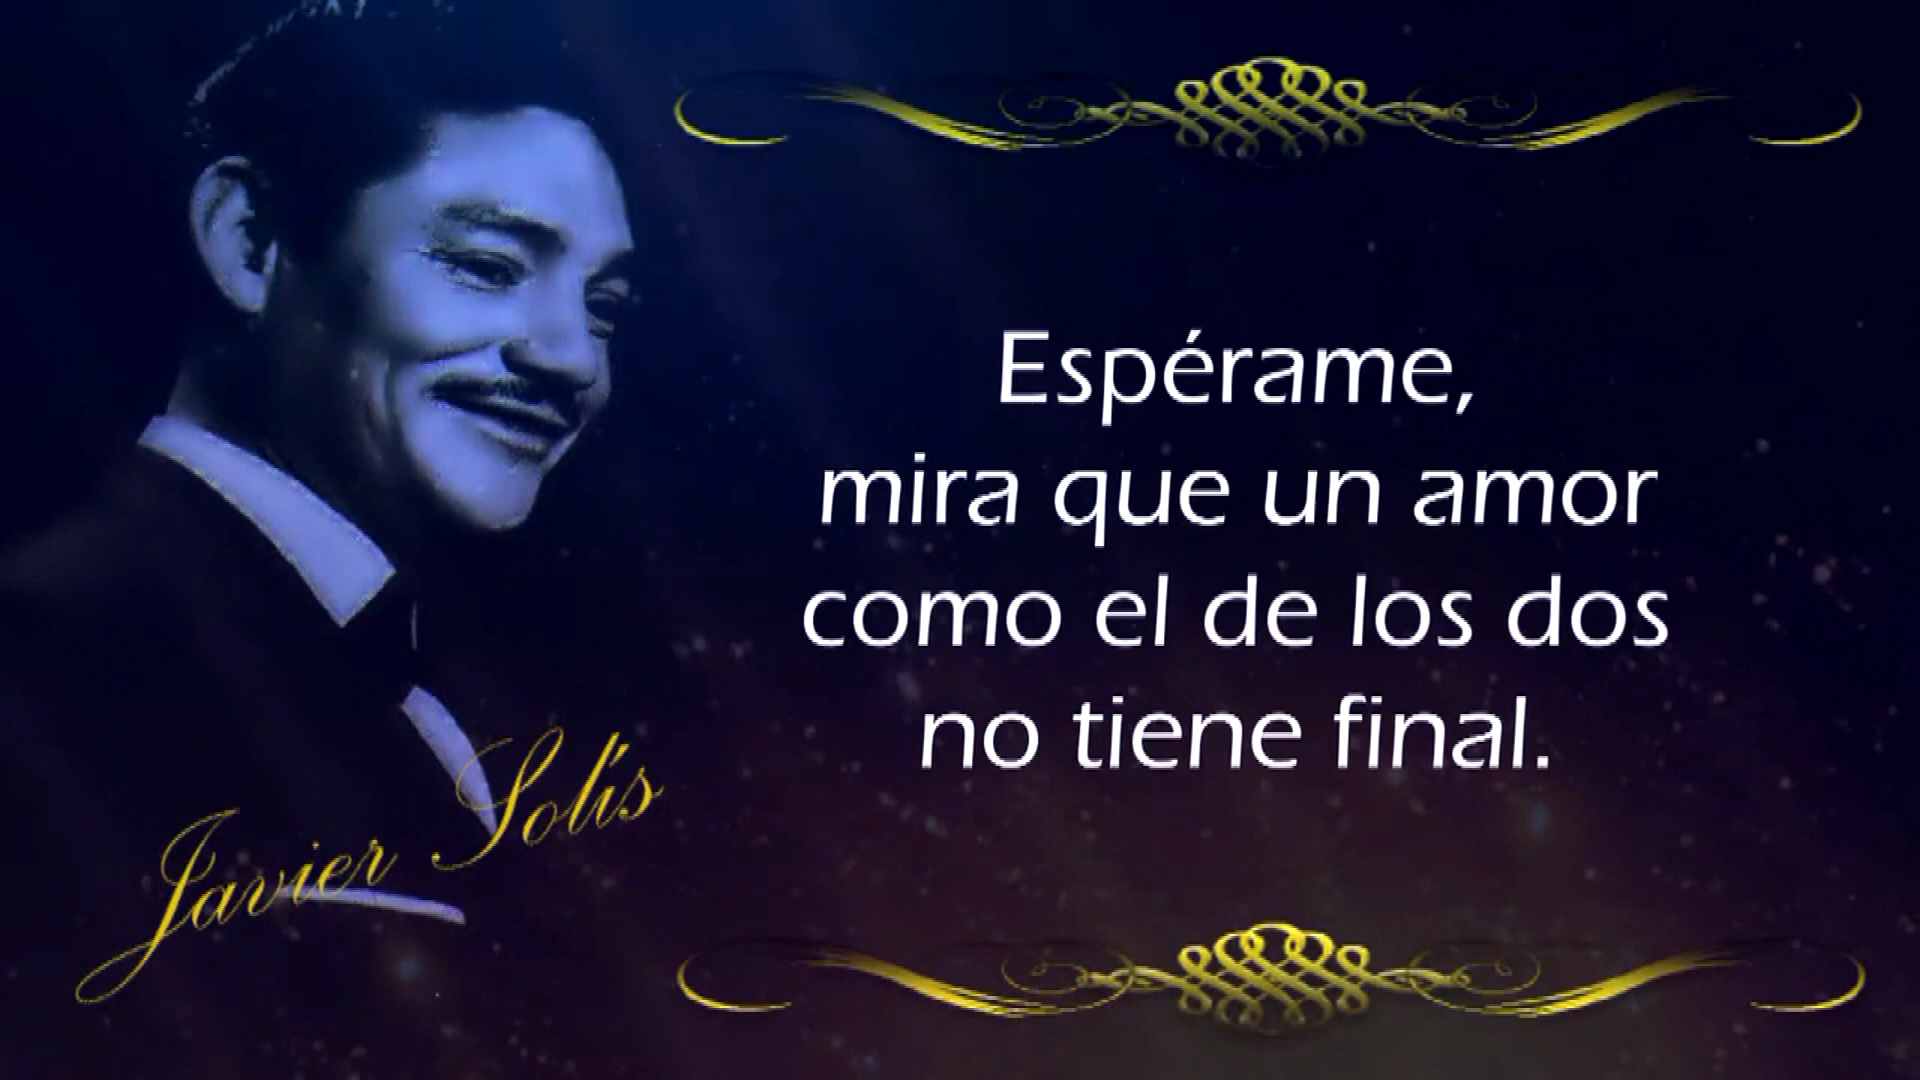 Espérame,
mira que un amor
como el de los dos
no tiene final.
Javier Solís